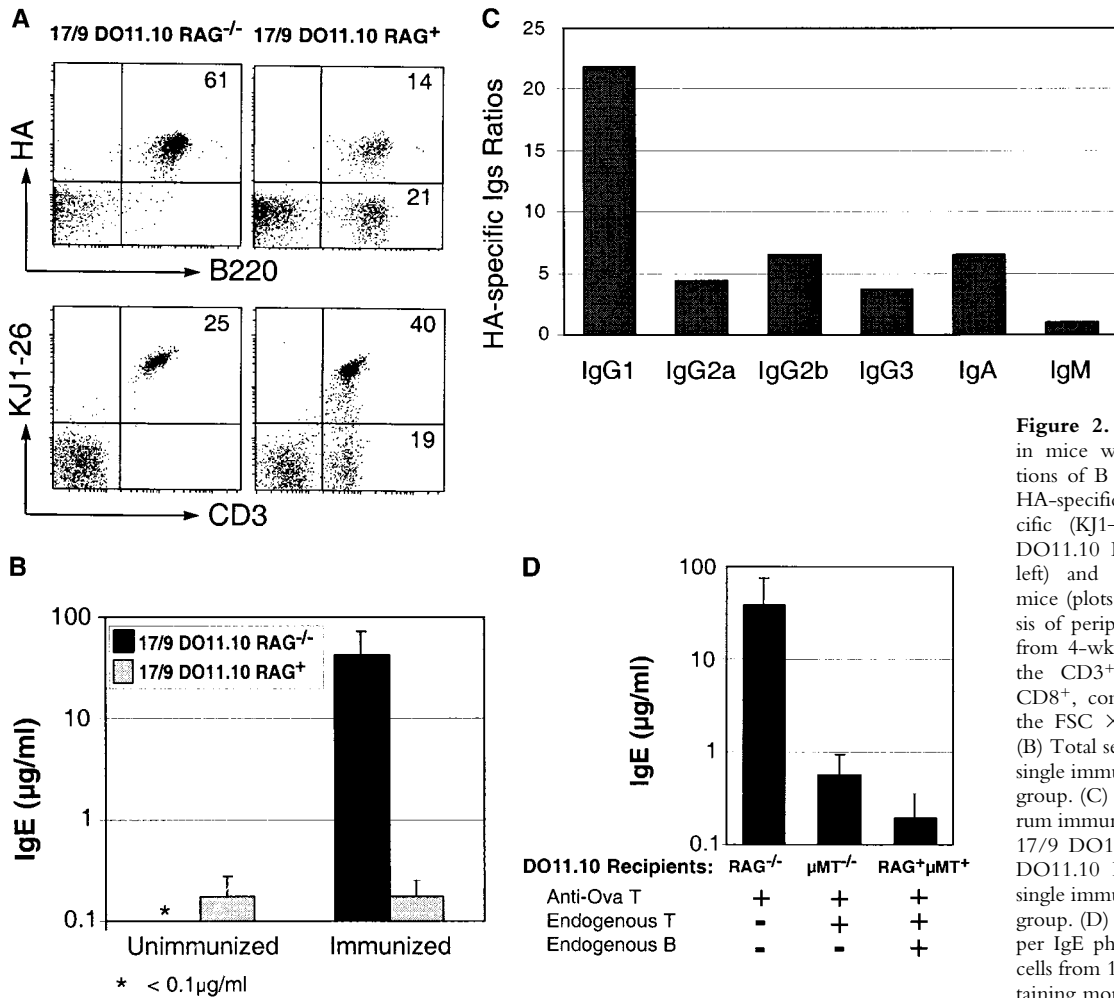 A
17/9 DO11.10 RAG-/- 17/9 DO11.10 RAG+
61
14
21
HA
B220
25
40
19
KJ1-26
CD3
B
100
10
1
0.1
IgE (µg/ml)
17/9 DO11.10 RAG-/-
17/9 DO11.10 RAG+
*
Unimmunized Immunized
* < 0.1µg/ml
C
25
20
15
10
5
0
HA-specific Igs Ratios
IgG1 IgG2a IgG2b IgG3 IgA IgM
D
100
10
1
0.1
IgE (µg/ml)
DO11.10 Recipients: RAG-/- µMT-/- RAG+µMT+
Anti-Ova T + + +
Endogenous T - + +
Endogenous B - - +
Figure 2.
in mice w
tions of B
HA-specific
cific (KJ1-
DO11.10
left) and
mice (plots
sis of perip
from 4-wk
the CD3+
CD8+, con
the FSC ×
(B) Total se
single immu
group. (C)
rum immun
17/9 DO1
DO11.10
single immu
group. (D)
per IgE ph
cells from 1
taining mor